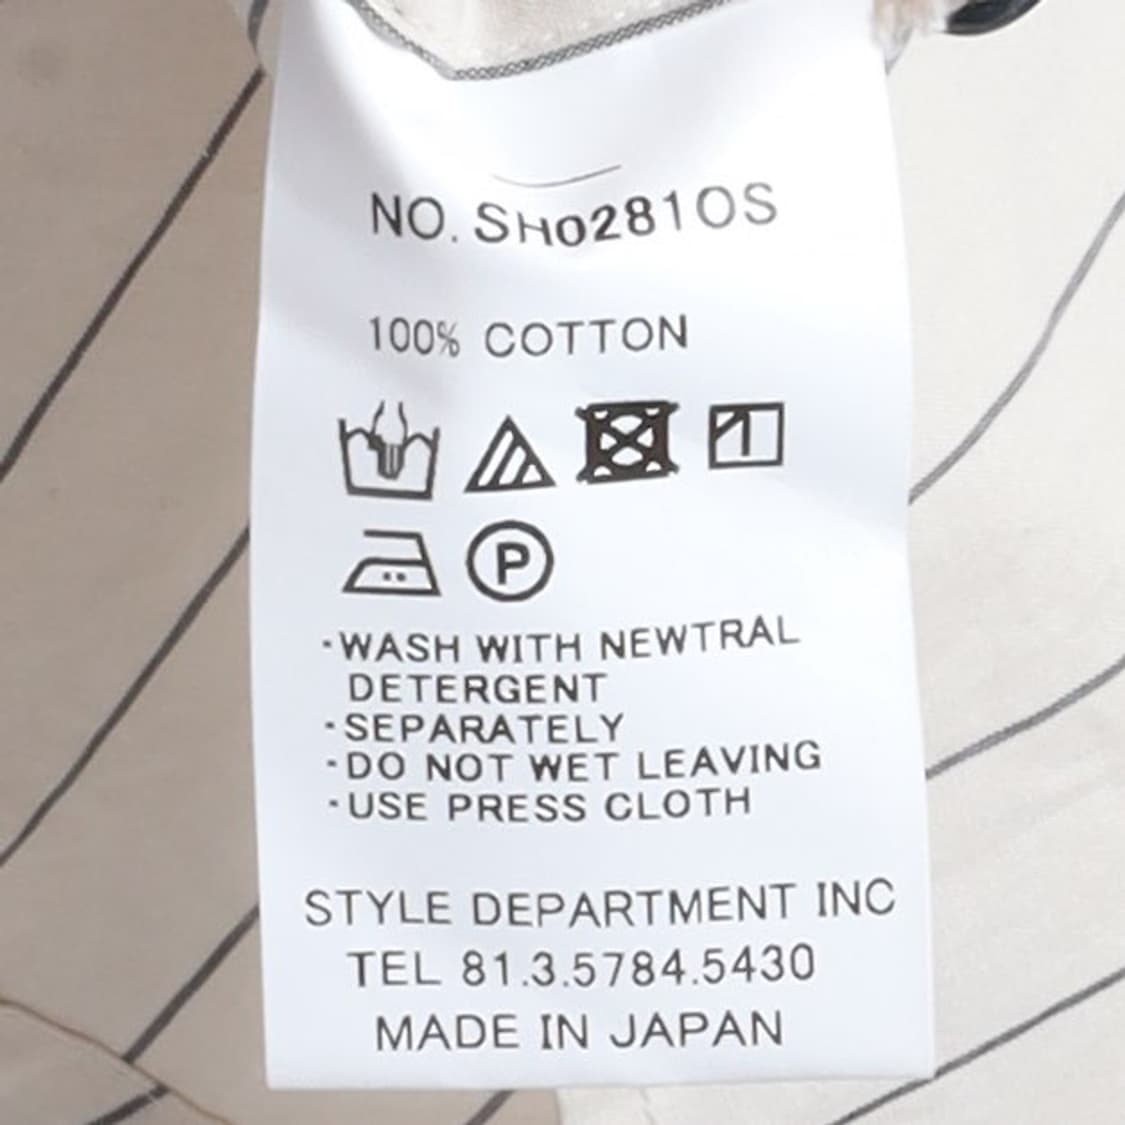 NO. SH02810S
100% COTTON
P
·WASH WITH NEWTRAL
DETERGENT
·SEPARATELY
·DO NOT WET LEAVING
·USE PRESS CLOTH
STYLE DEPARTMENT INC
TEL 81.3.5784.5430
MADE IN JAPAN